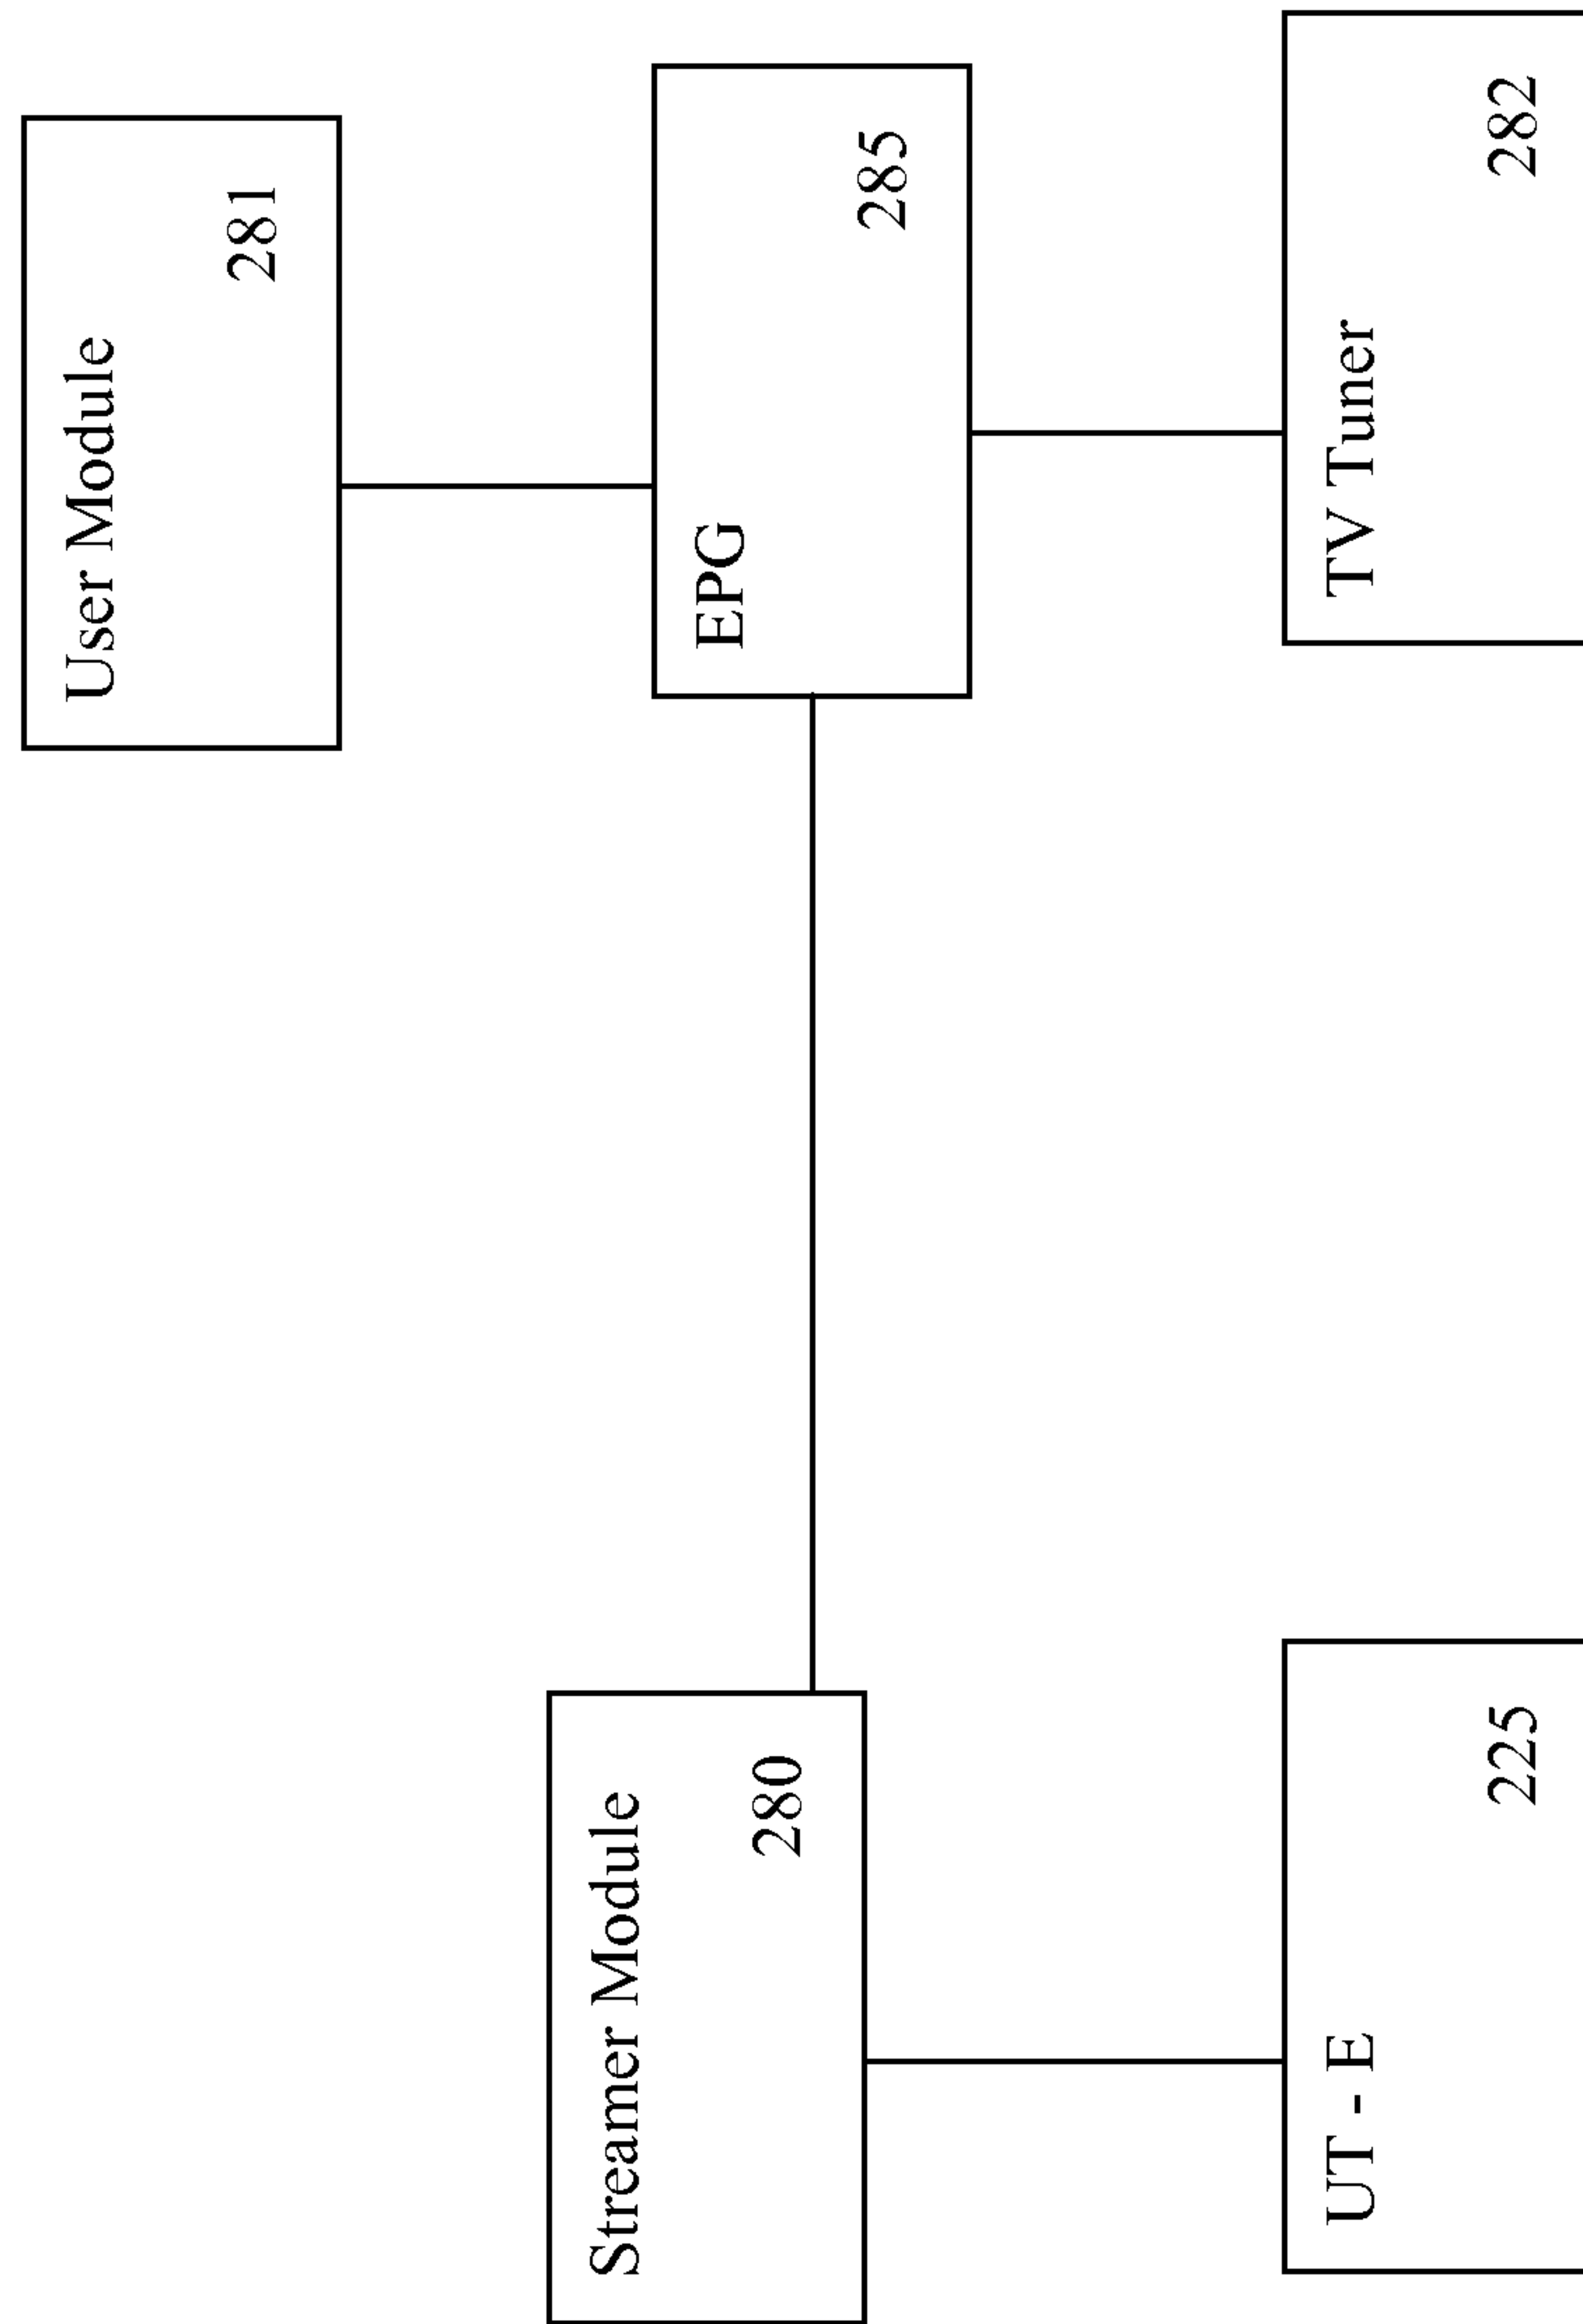 User Module
281
Streamer Module
280
EPG
285
UT - E
225
TV Tuner
282